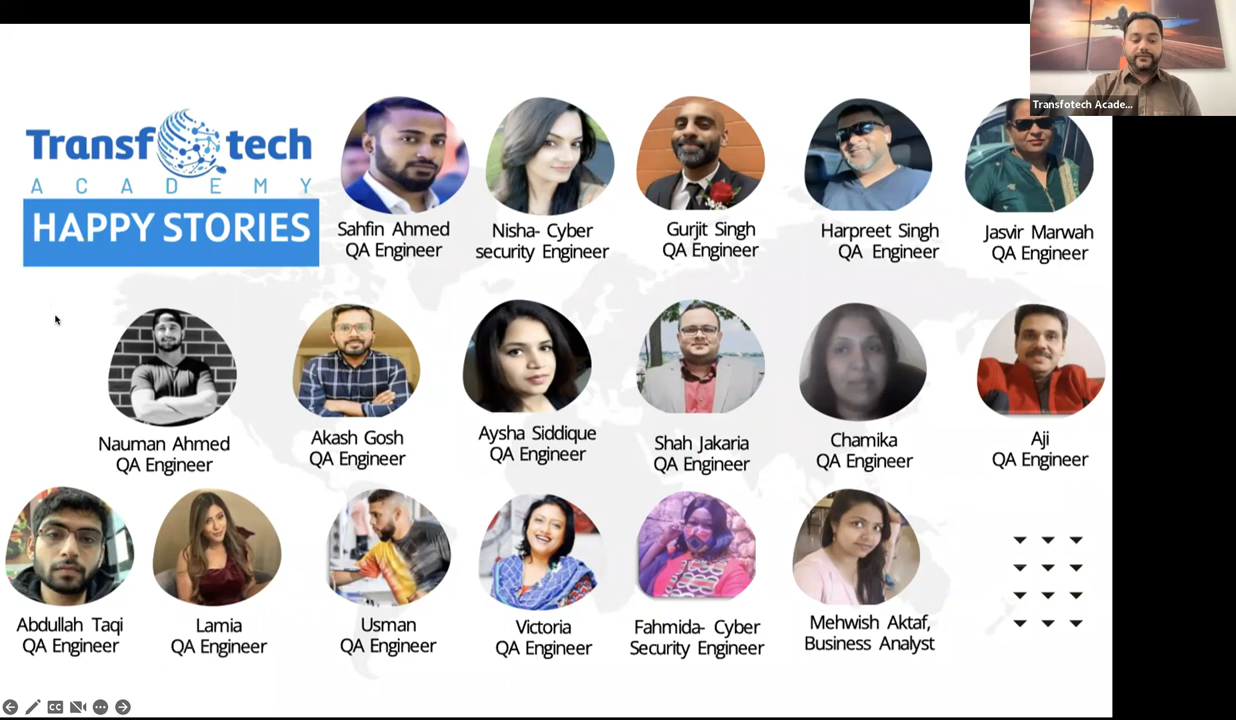 Transfotech Acade...
Transf tech
ACADEMY
HAPPY STORIES
Sahfin Ahmed
QA Engineer
Nisha- Cyber
security Engineer
Gurjit Singh
QA Engineer
Harpreet Singh
QA Engineer
Jasvir Marwah
QA Engineer
Nauman Ahmed
QA Engineer
Akash Gosh
QA Engineer
Aysha Siddique
QA Engineer
Shah Jakaria
QA Engineer
Chamika
QA Engineer
Aji
QA Engineer
Abdullah Taqi
QA Engineer
Lamia
QA Engineer
Usman
QA Engineer
Victoria
QA Engineer
Fahmida- Cyber
Security Engineer
Mehwish Aktaf,
Business Analyst
CC